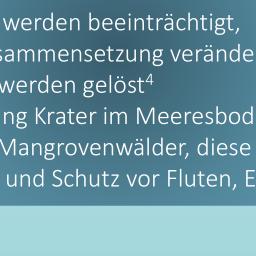 werden beeinträchtigt,
sammensetzung verände
werden gelöst⁴
ng Krater im Meeresbod
Mangrovenwälder, diese
und Schutz vor Fluten, E